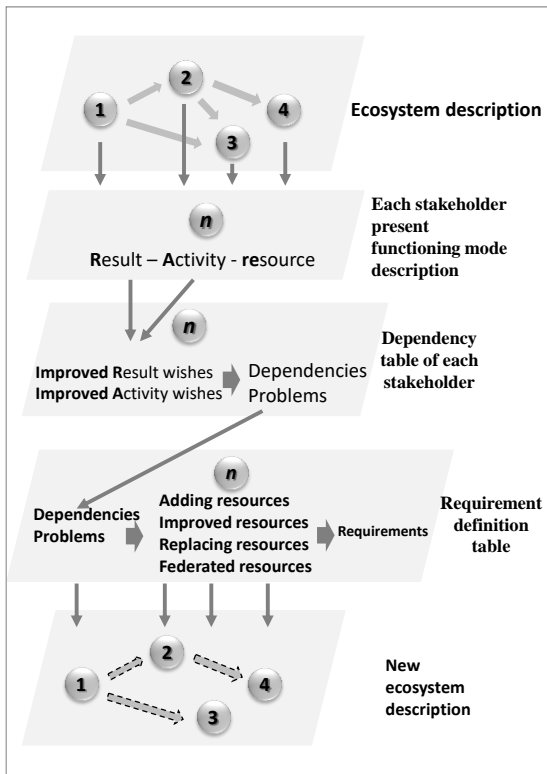 2
1
4
3
Ecosystem description
n
Result – Activity - resource
Each stakeholder
present
functioning mode
description
n
Improved Result wishes
Improved Activity wishes
Dependencies
Problems
Dependency
table of each
stakeholder
n
Dependencies
Problems
Adding resources
Improved resources
Replacing resources
Federated resources
Requirements
Requirement
definition
table
2
1
4
3
New
ecosystem
description